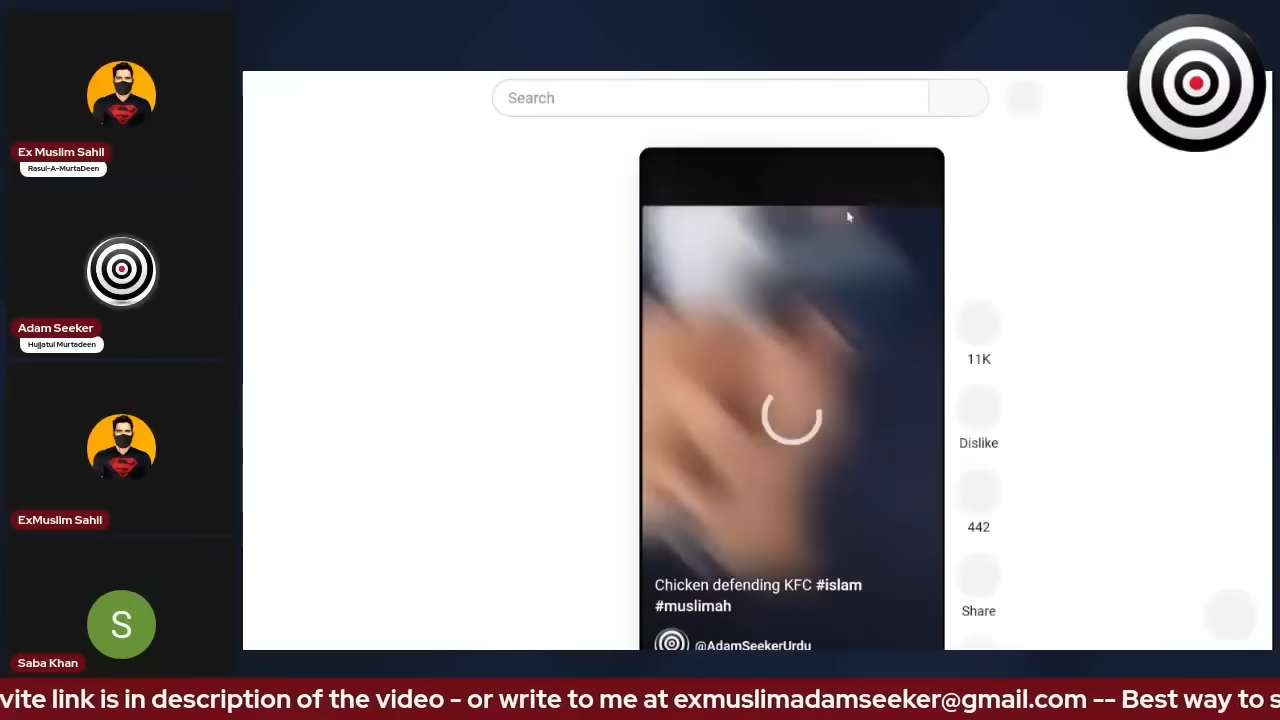 Ex Muslim Sahil
Rasul-A-MurtaDeen
Adam Seeker
Hujjatul Murtadeen
ExMuslim Sahil
S
Saba Khan
Search
11K
Dislike
442
Share
Chicken defending KFC #islam
#muslimah
@AdamSeekerUrdu
vite link is in description of the video - or write to me at exmuslimadamseeker@gmail.com -- Best way to s